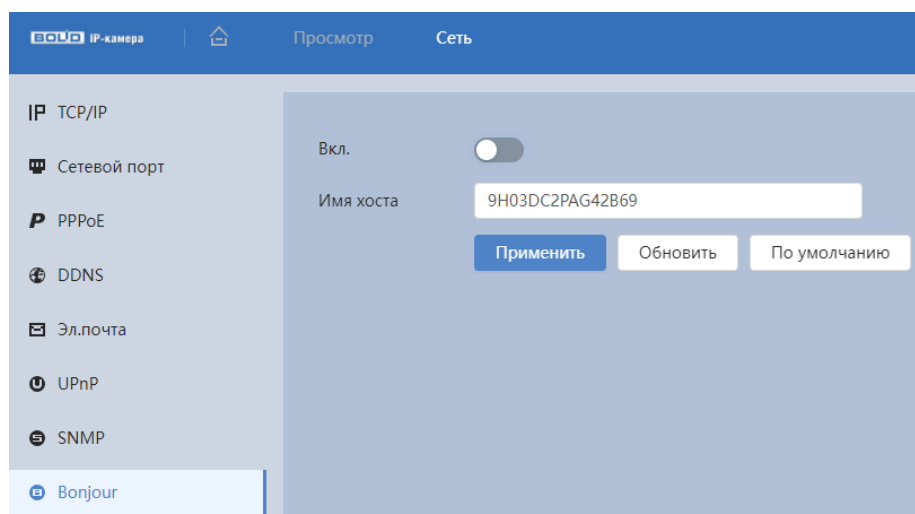 BOLID IP-камера
Просмотр Сеть
TCP/IP
Сетевой порт
PPPoE
DDNS
Эл.почта
UPnP
SNMP
Bonjour
Вкл.
Имя хоста 9H03DC2PAG42B69
Применить Обновить По умолчанию